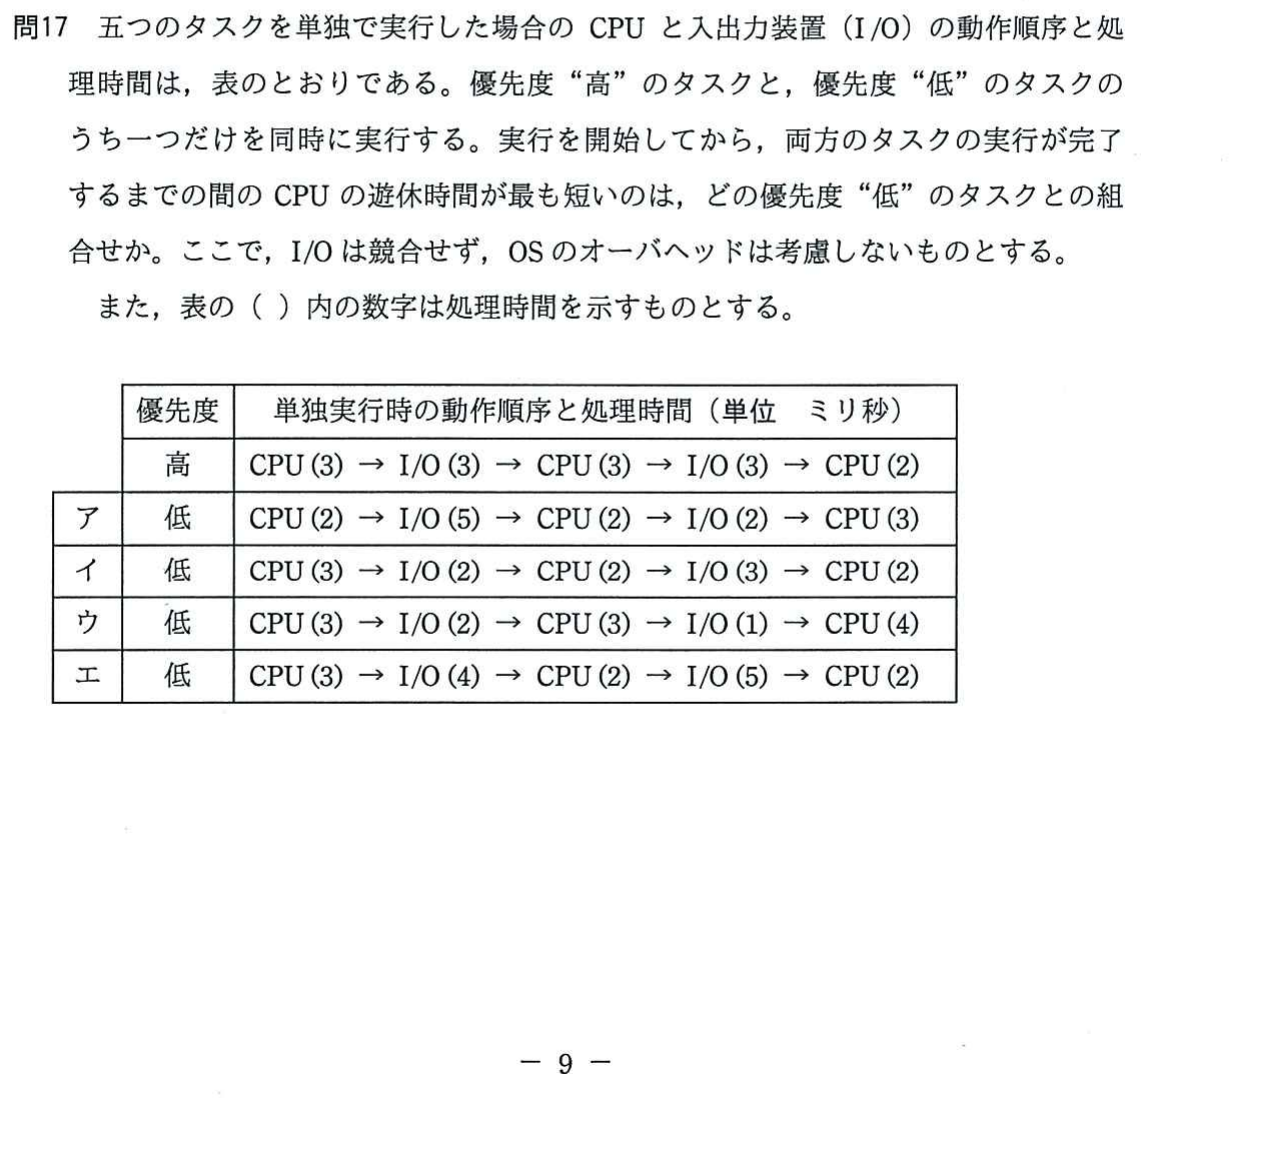 問17 五つのタスクを単独で実行した場合の CPU と入出力装置（I/O）の動作順序と処
理時間は，表のとおりである。優先度“高”のタスクと，優先度“低”のタスクの
うち一つだけを同時に実行する。実行を開始してから，両方のタスクの実行が完了
するまでの間の CPU の遊休時間が最も短いのは，どの優先度“低”のタスクとの組
合せか。ここで，I/O は競合せず，OS のオーバヘッドは考慮しないものとする。
また，表の（ ）内の数字は処理時間を示すものとする。
優先度 単独実行時の動作順序と処理時間（単位 ミリ秒）
高 CPU (3) → I/O (3) → CPU (3) → I/O (3) → CPU (2)
ア 低 CPU (2) → I/O (5) → CPU (2) → I/O (2) → CPU (3)
イ 低 CPU (3) → I/O (2) → CPU (2) → I/O (3) → CPU (2)
ウ 低 CPU (3) → I/O (2) → CPU (3) → I/O (1) → CPU (4)
エ 低 CPU (3) → I/O (4) → CPU (2) → I/O (5) → CPU (2)
－ 9 －